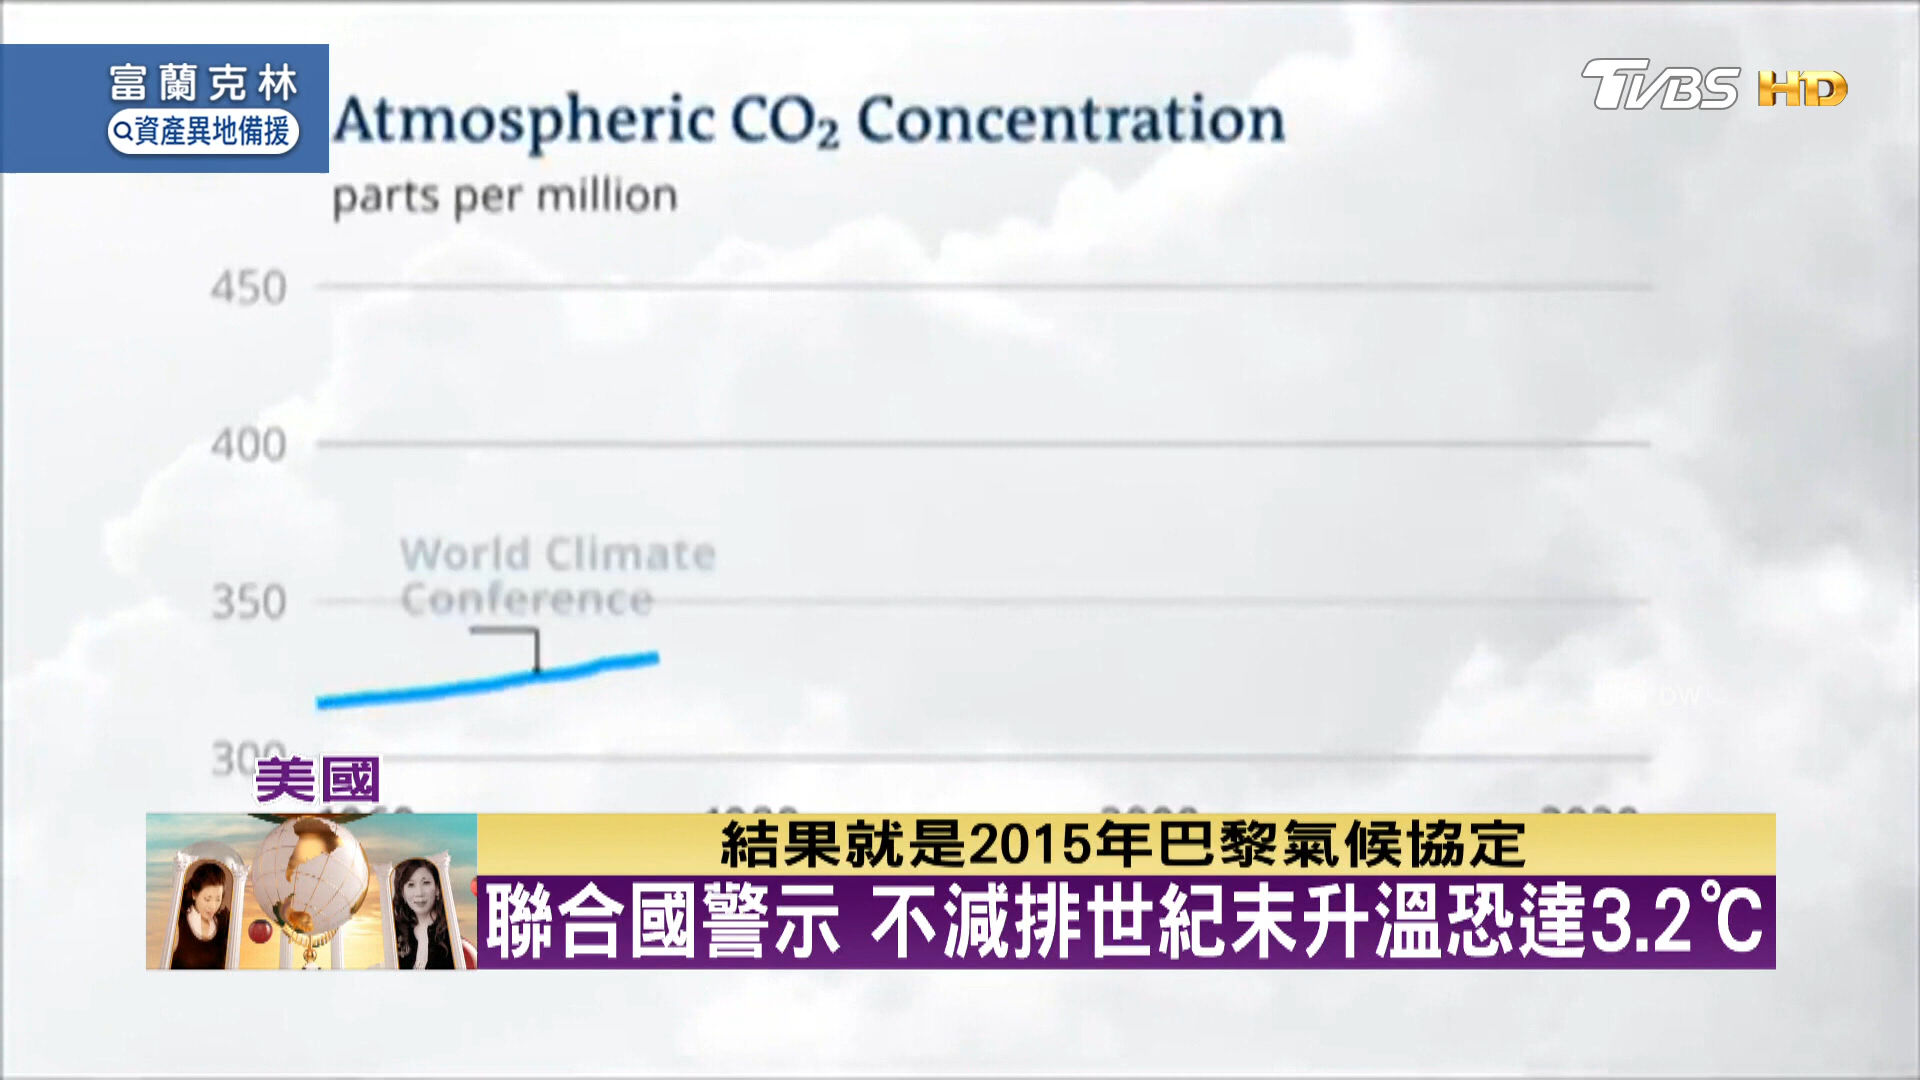 富蘭克林
資產異地備援
TVBS HD
Atmospheric CO₂ Concentration
parts per million
450
400
World Climate
350
Conference
DW
300
美國
結果就是2015年巴黎氣候協定
聯合國警示 不減排世紀末升溫恐達3.2℃